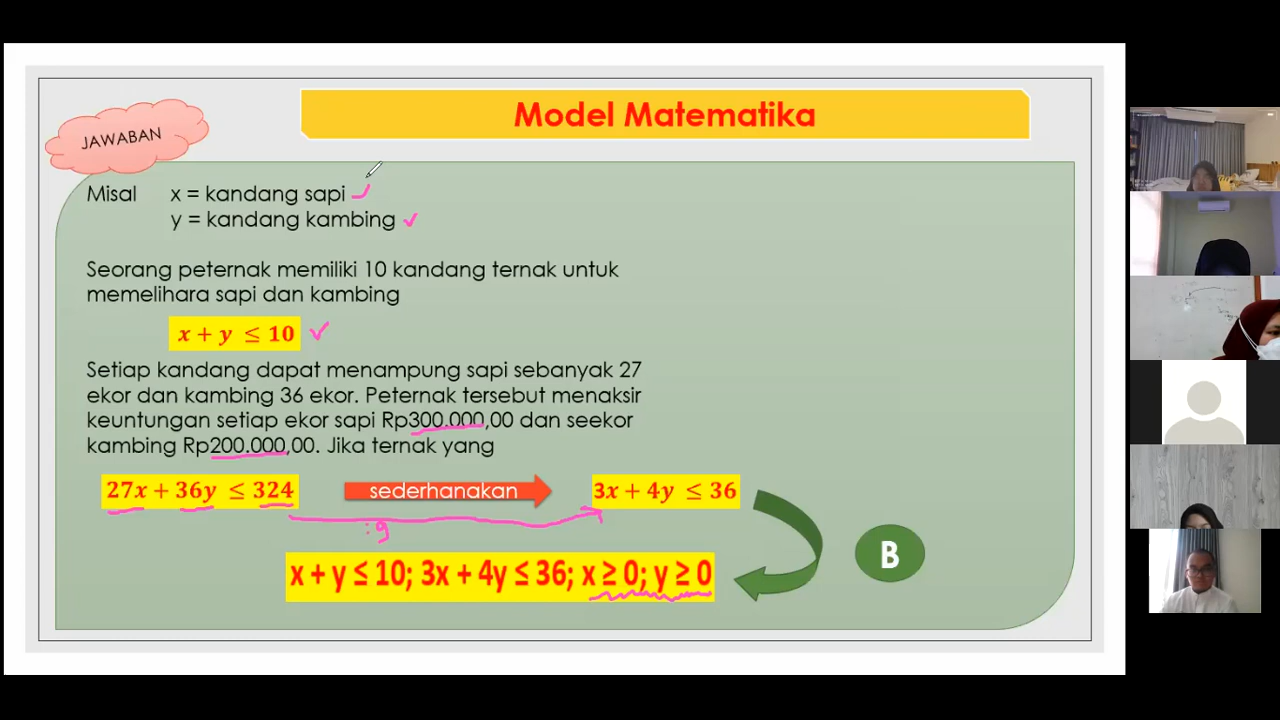 Model Matematika
JAWABAN
Misal x = kandang sapi
y = kandang kambing
Seorang peternak memiliki 10 kandang ternak untuk
memelihara sapi dan kambing
x + y ≤ 10
Setiap kandang dapat menampung sapi sebanyak 27
ekor dan kambing 36 ekor. Peternak tersebut menaksir
keuntungan setiap ekor sapi Rp300.000,00 dan seekor
kambing Rp200.000,00. Jika ternak yang
27x + 36y ≤ 324 sederhanakan 3x + 4y ≤ 36
:9
x + y ≤ 10; 3x + 4y ≤ 36; x ≥ 0; y ≥ 0
B